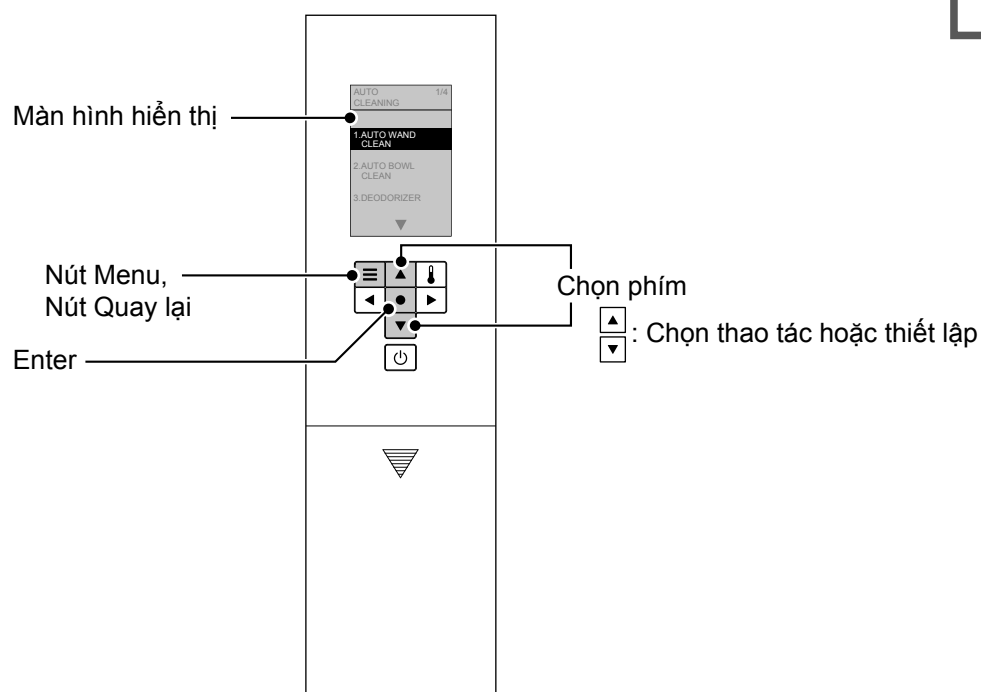 AUTO 1/4
CLEANING
Màn hình hiển thị
1.AUTO WAND
CLEAN
2.AUTO BOWL
CLEAN
3.DEODORIZER
Nút Menu,
Nút Quay lại
Chọn phím
: Chọn thao tác hoặc thiết lập
Enter